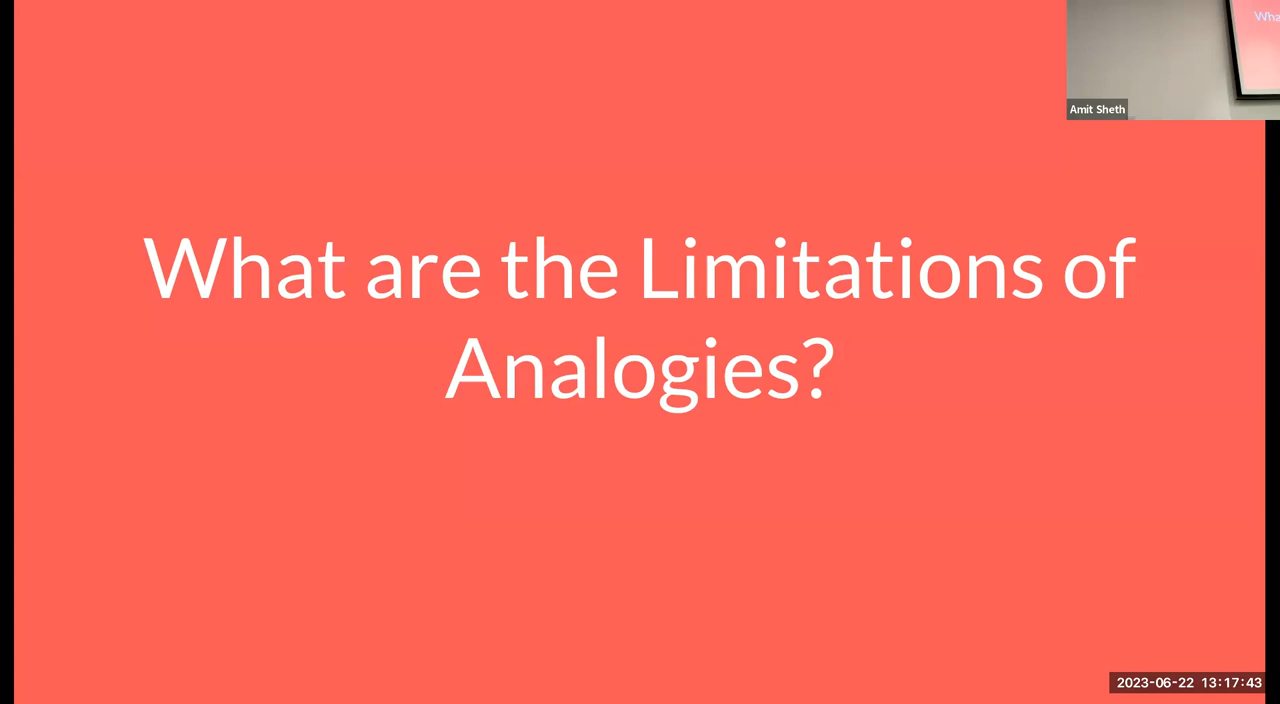 What are the Limitations of
Analogies?
Amit Sheth
2023-06-22 13:17:43